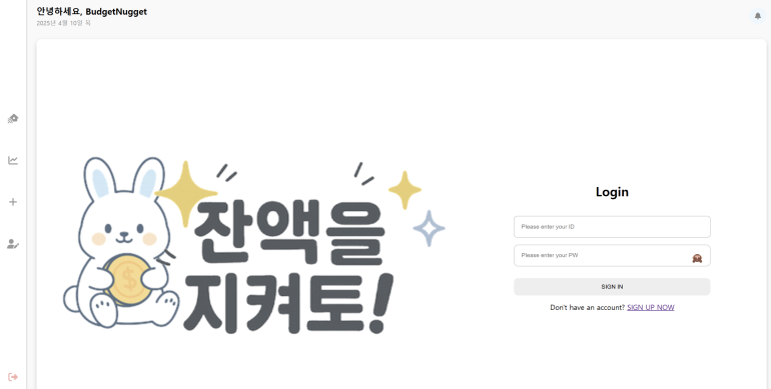 안녕하세요, BudgetNugget
2025년 4월 10일 목
잔액을
지켜토!
Login
Please enter your ID
Please enter your PW
SIGN IN
Don't have an account? SIGN UP NOW